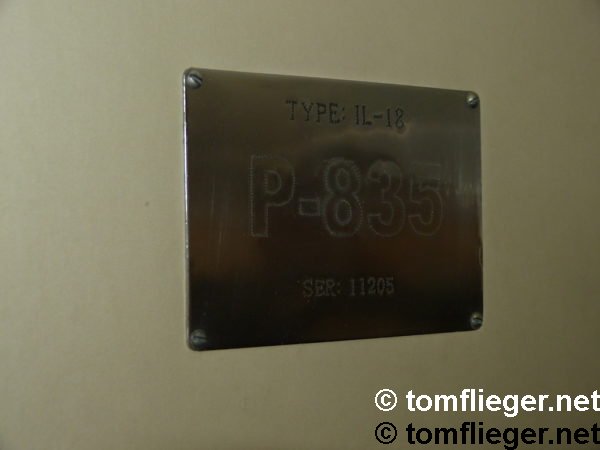 TYPE: IL-18
P-835
SER: 11205
© tomflieger.net
© tomflieger.net